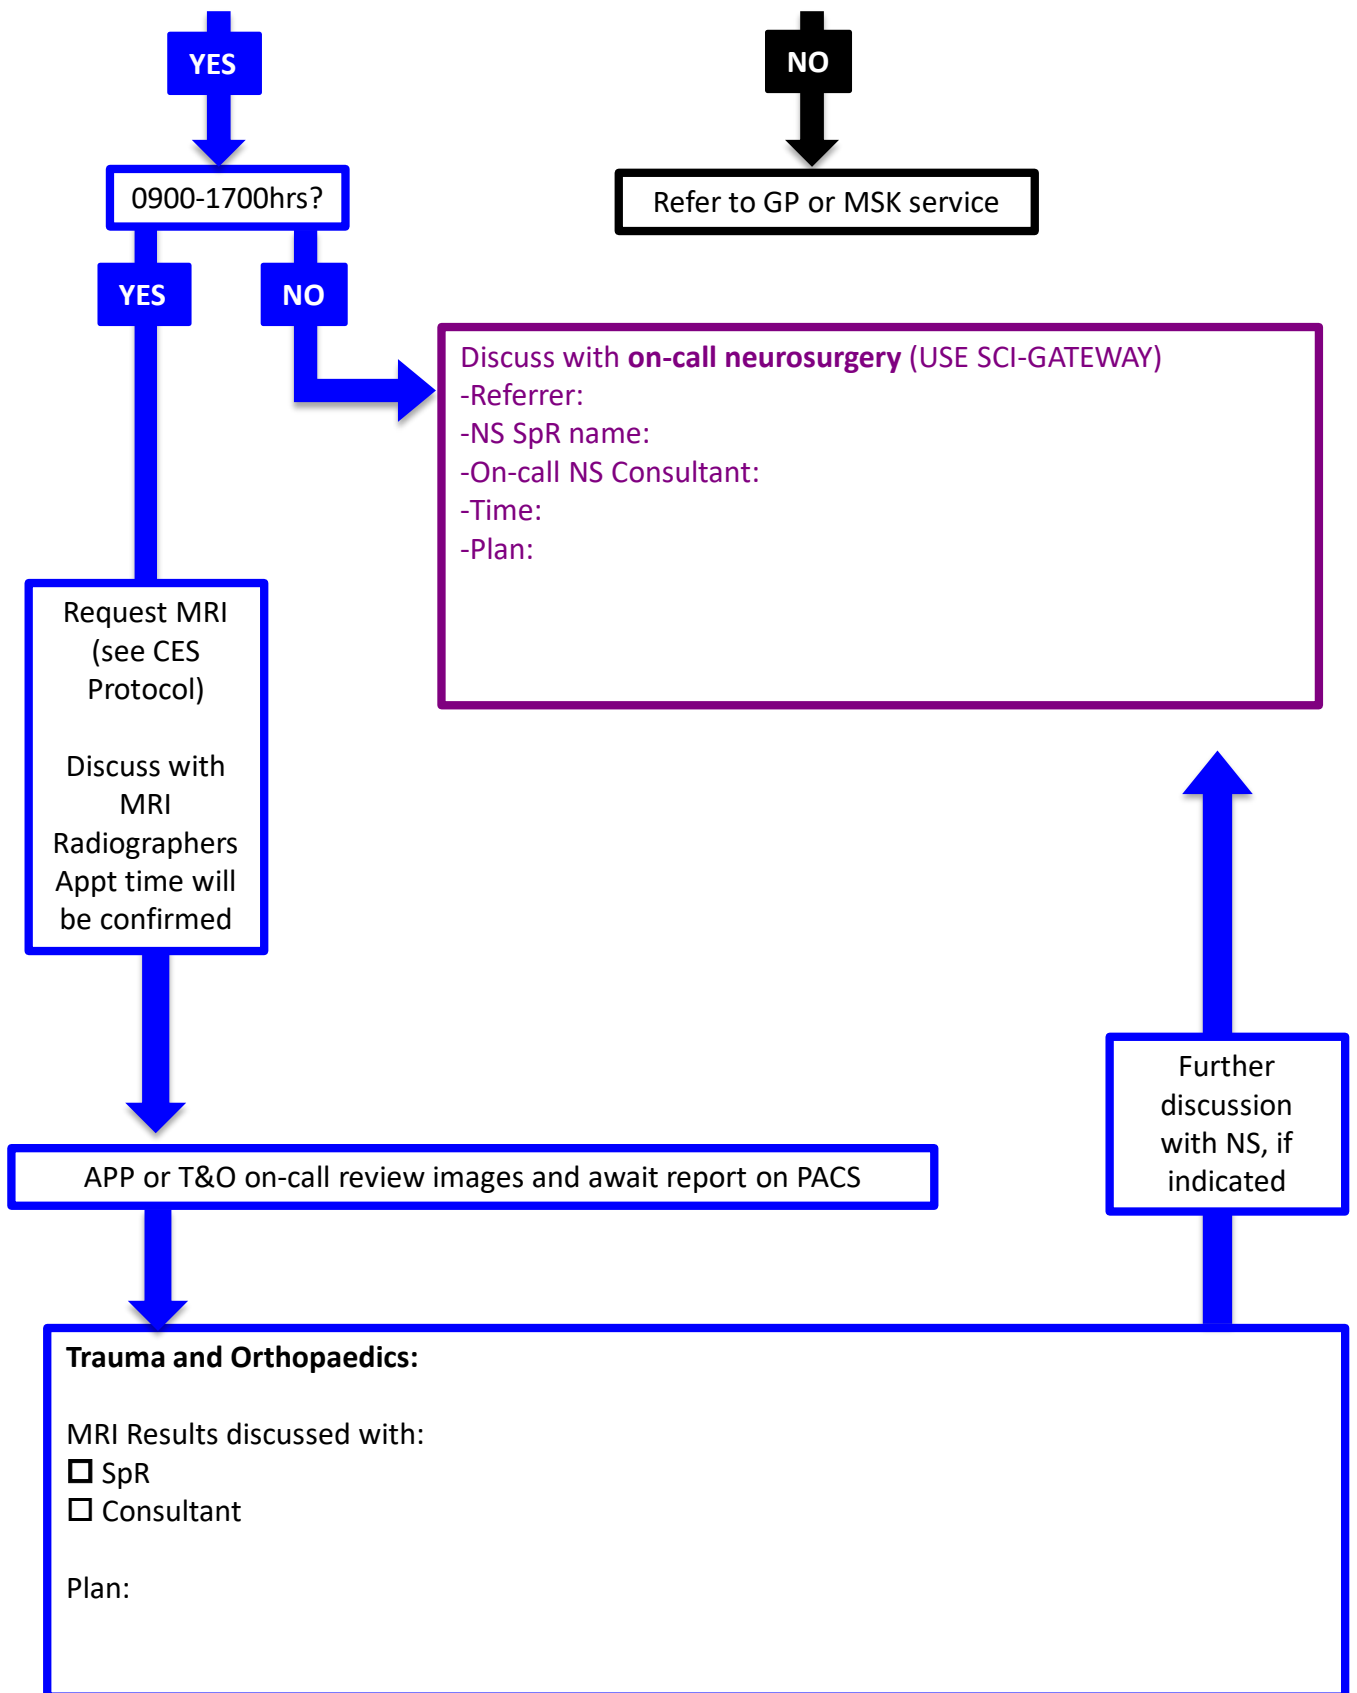 YES
NO
0900-1700hrs?
Refer to GP or MSK service
YES
NO
Discuss with on-call neurosurgery (USE SCI-GATEWAY)
-Referrer:
-NS SpR name:
-On-call NS Consultant:
-Time:
-Plan:
Request MRI
(see CES
Protocol)
Discuss with
MRI
Radiographers
Appt time will
be confirmed
Further
discussion
with NS, if
indicated
APP or T&O on-call review images and await report on PACS
Trauma and Orthopaedics:
MRI Results discussed with:
☐ SpR
☐ Consultant
Plan: